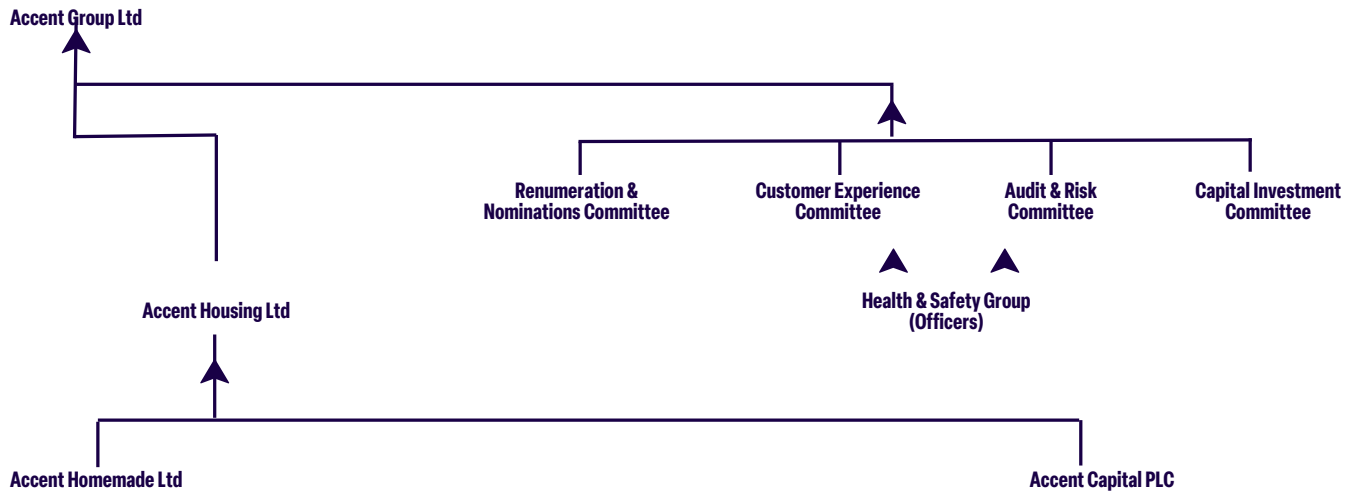 Accent Group Ltd
Renumeration &
Nominations Committee
Customer Experience
Committee
Audit & Risk
Committee
Capital Investment
Committee
Health & Safety Group
(Officers)
Accent Housing Ltd
Accent Homemade Ltd
Accent Capital PLC